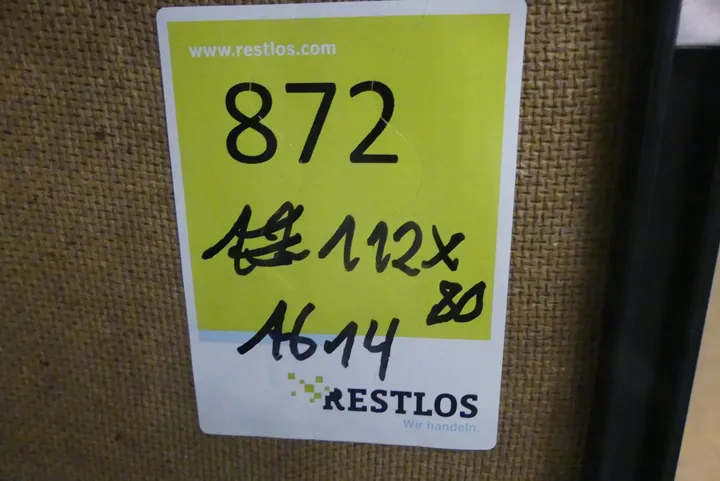 www.restlos.com
872
112x
80
1614
RESTLOS
Wir handeln.